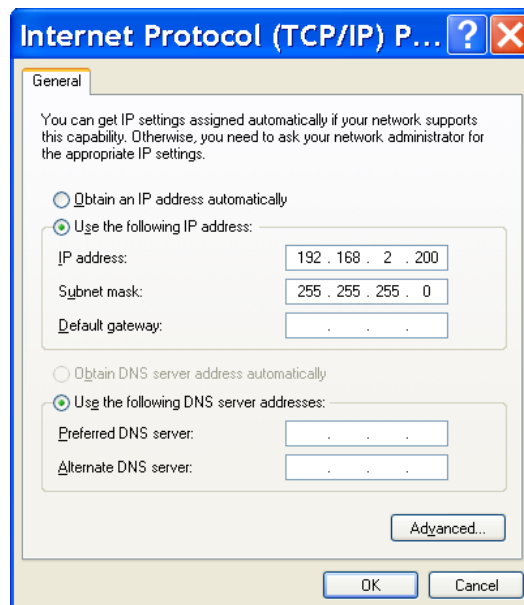 Internet Protocol (TCP/IP) P... ?
General
You can get IP settings assigned automatically if your network supports
this capability. Otherwise, you need to ask your network administrator for
the appropriate IP settings.
Obtain an IP address automatically
Use the following IP address:
IP address: 192 . 168 . 2 . 200
Subnet mask: 255 . 255 . 255 . 0
Default gateway: . . .
Obtain DNS server address automatically
Use the following DNS server addresses:
Preferred DNS server: . . .
Alternate DNS server: . . .
Advanced...
OK Cancel